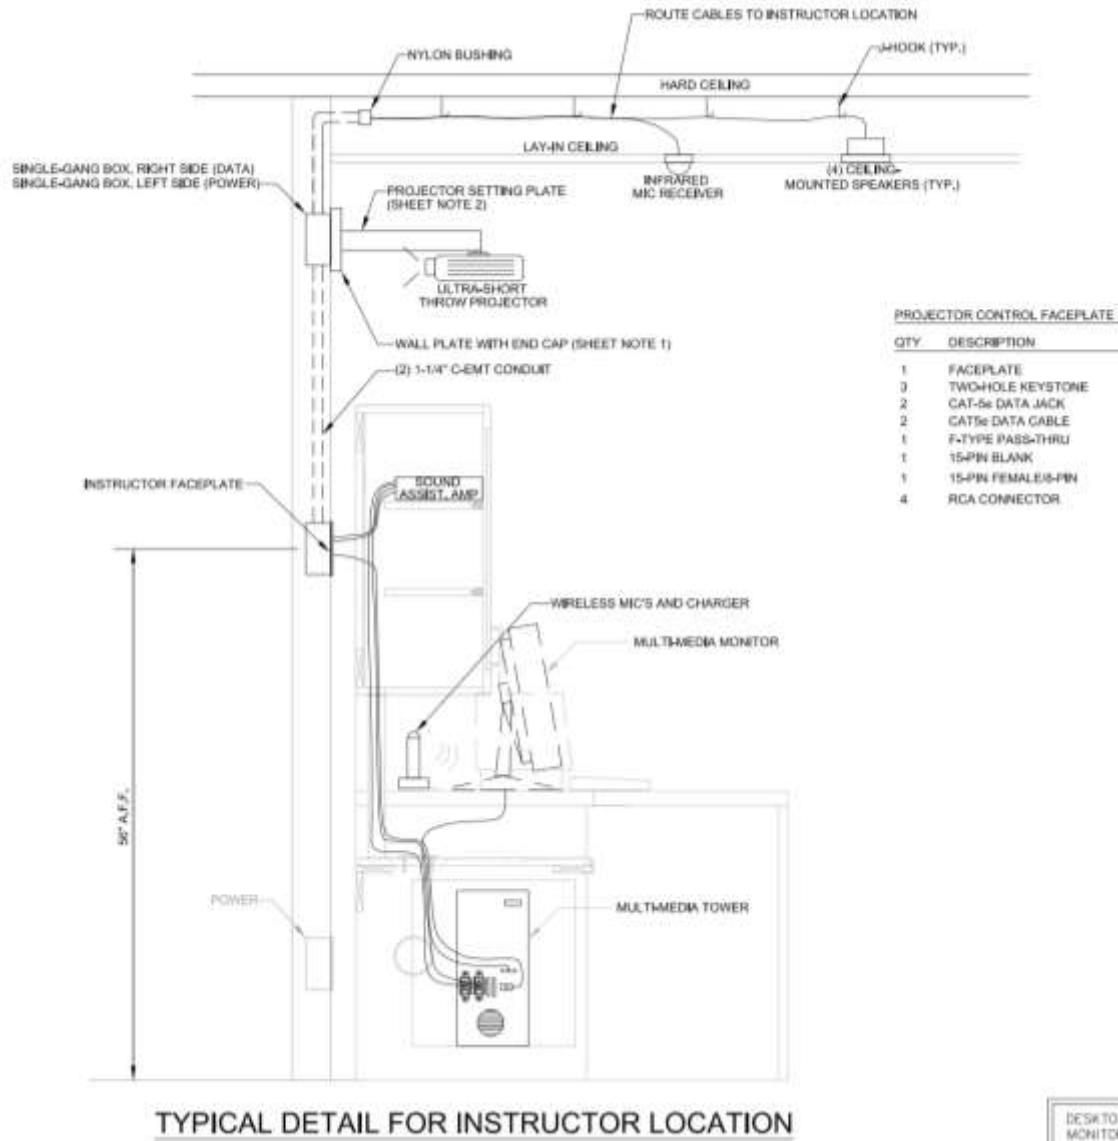 ROUTE CABLES TO INSTRUCTOR LOCATION
NYLON BUSHING
J-HOOK (TYP.)
HARD CEILING
LAY-IN CEILING
SINGLE-GANG BOX, RIGHT SIDE (DATA)
SINGLE-GANG BOX, LEFT SIDE (POWER)
INFRARED
MIC RECEIVER
(4) CEILING-
MOUNTED SPEAKERS (TYP.)
PROJECTOR SETTING PLATE
(SHEET NOTE 2)
ULTRA-SHORT
THROW PROJECTOR
WALL PLATE WITH END CAP (SHEET NOTE 1)
(2) 1-1/4" C-EMT CONDUIT
PROJECTOR CONTROL FACEPLATE
QTY DESCRIPTION
1 FACEPLATE
3 TWO-HOLE KEYSTONE
2 CAT-5e DATA JACK
2 CAT5e DATA CABLE
1 F-TYPE PASS-THRU
1 15-PIN BLANK
1 15-PIN FEMALE/8-PIN
4 RCA CONNECTOR
INSTRUCTOR FACEPLATE
SOUND
ASSIST. AMP
WIRELESS MIC'S AND CHARGER
MULTI-MEDIA MONITOR
56" A.F.F.
POWER
MULTI-MEDIA TOWER
TYPICAL DETAIL FOR INSTRUCTOR LOCATION
DESKTO
MONITO